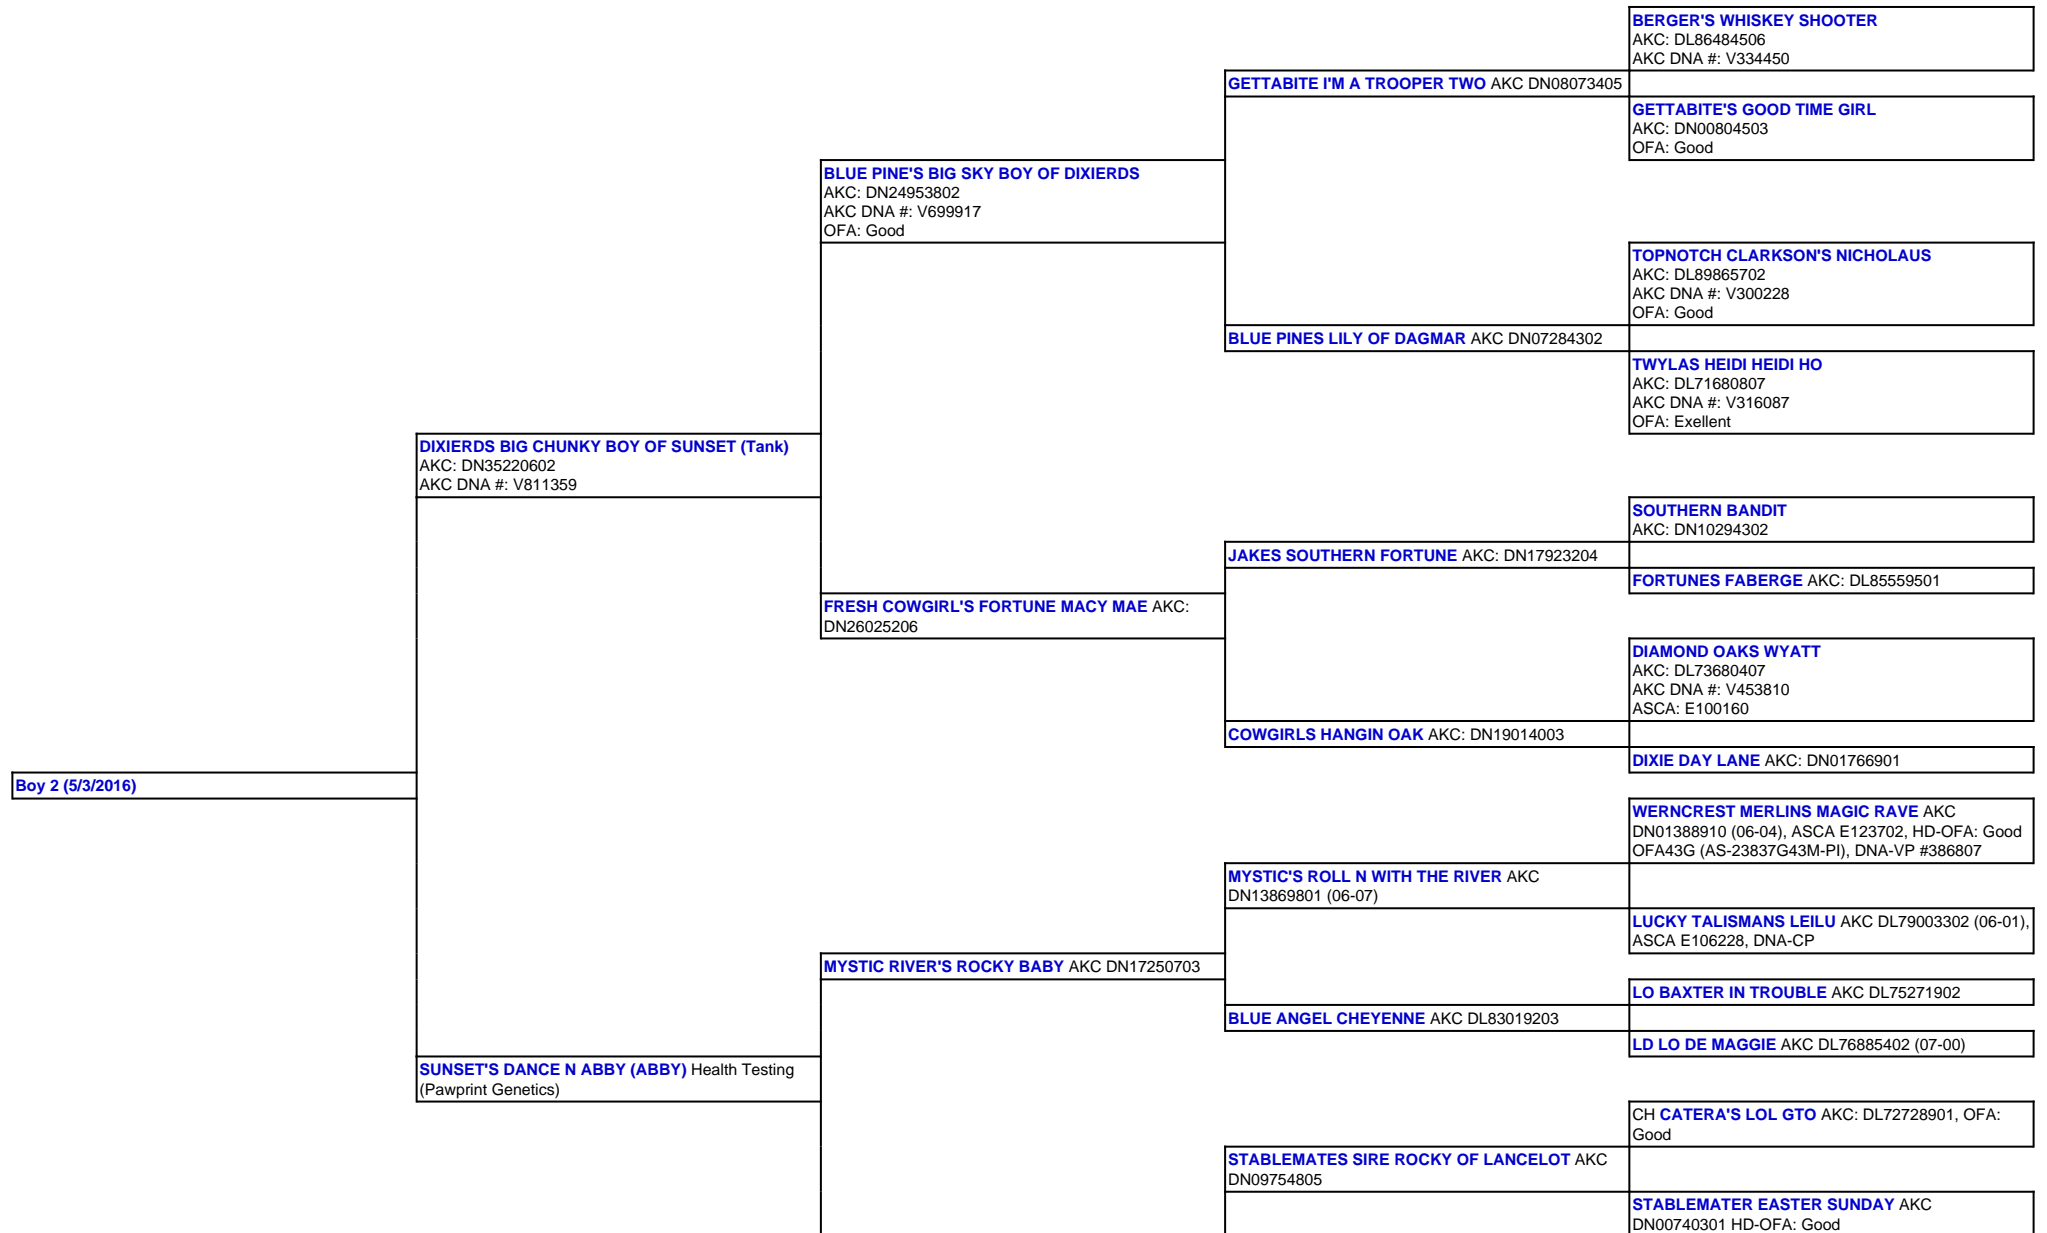 BERGER'S WHISKEY SHOOTER
AKC: DL86484506
AKC DNA #: V334450
GETTABITE I'M A TROOPER TWO AKC DN08073405
GETTABITE'S GOOD TIME GIRL
AKC: DN00804503
OFA: Good
BLUE PINE'S BIG SKY BOY OF DIXIERDS
AKC: DN24953802
AKC DNA #: V699917
OFA: Good
TOPNOTCH CLARKSON'S NICHOLAUS
AKC: DL89865702
AKC DNA #: V300228
OFA: Good
BLUE PINES LILY OF DAGMAR AKC DN07284302
TWYLAS HEIDI HEIDI HO
AKC: DL71680807
AKC DNA #: V316087
OFA: Exellent
DIXIERDS BIG CHUNKY BOY OF SUNSET (Tank)
AKC: DN35220602
AKC DNA #: V811359
SOUTHERN BANDIT
AKC: DN10294302
JAKES SOUTHERN FORTUNE AKC: DN17923204
FORTUNES FABERGE AKC: DL85559501
FRESH COWGIRL'S FORTUNE MACY MAE AKC:
DN26025206
DIAMOND OAKS WYATT
AKC: DL73680407
AKC DNA #: V453810
ASCA: E100160
COWGIRLS HANGIN OAK AKC: DN19014003
DIXIE DAY LANE AKC: DN01766901
Boy 2 (5/3/2016)
WERNCREST MERLINS MAGIC RAVE AKC
DN01388910 (06-04), ASCA E123702, HD-OFA: Good
OFA43G (AS-23837G43M-PI), DNA-VP #386807
MYSTIC'S ROLL N WITH THE RIVER AKC
DN13869801 (06-07)
LUCKY TALISMANS LEILU AKC DL79003302 (06-01),
ASCA E106228, DNA-CP
MYSTIC RIVER'S ROCKY BABY AKC DN17250703
LO BAXTER IN TROUBLE AKC DL75271902
BLUE ANGEL CHEYENNE AKC DL83019203
LD LO DE MAGGIE AKC DL76885402 (07-00)
SUNSET'S DANCE N ABBY (ABBY) Health Testing
(Pawprint Genetics)
CH CATERA'S LOL GTO AKC: DL72728901, OFA:
Good
STABLEMATES SIRE ROCKY OF LANCELOT AKC
DN09754805
STABLEMATER EASTER SUNDAY AKC
DN00740301 HD-OFA: Good